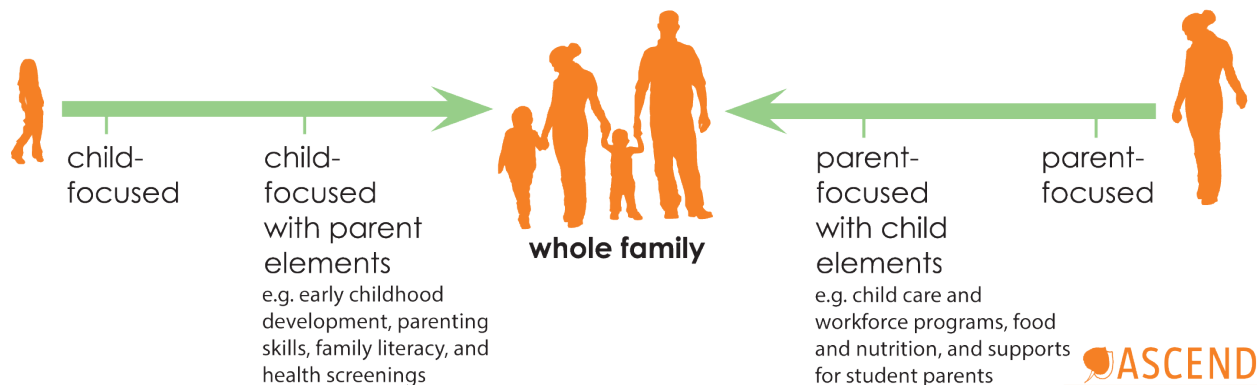 child-
focused
child-
focused
with parent
elements
e.g. early childhood
development, parenting
skills, family literacy, and
health screenings
whole family
parent-
focused
with child
elements
e.g. child care and
workforce programs, food
and nutrition, and supports
for student parents
parent-
focused
ASCEND